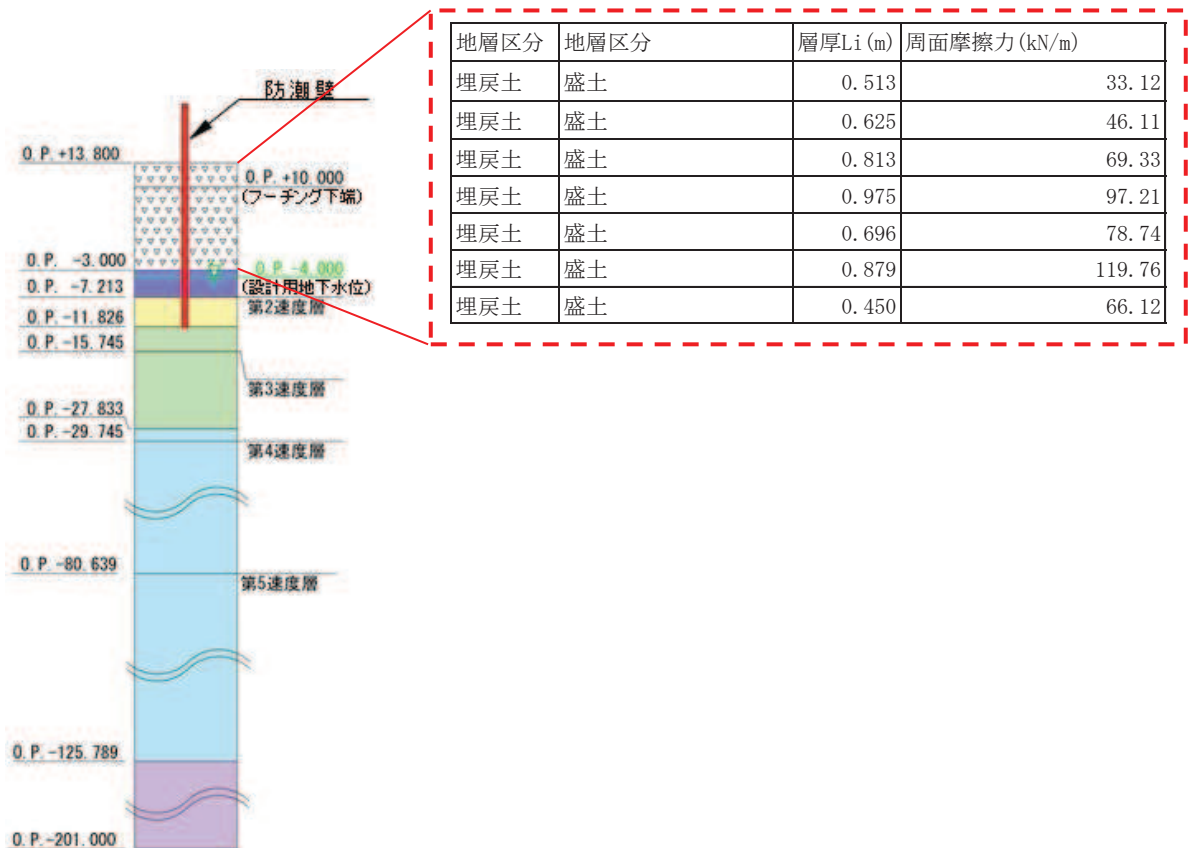 防潮壁
O.P.+13.800
O.P.+10.000
(フーチング下端)
O.P. -3.000
O.P.-4.000
(設計用地下水位)
O.P. -7.213
第2速度層
O.P.-11.826
O.P.-15.745
第3速度層
O.P.-27.833
O.P.-29.745
第4速度層
O.P.-80.639
第5速度層
O.P.-125.789
O.P.-201.000
地層区分 地層区分 層厚Li(m) 周面摩擦力(kN/m)
埋戻土 盛土 0.513 33.12
埋戻土 盛土 0.625 46.11
埋戻土 盛土 0.813 69.33
埋戻土 盛土 0.975 97.21
埋戻土 盛土 0.696 78.74
埋戻土 盛土 0.879 119.76
埋戻土 盛土 0.450 66.12